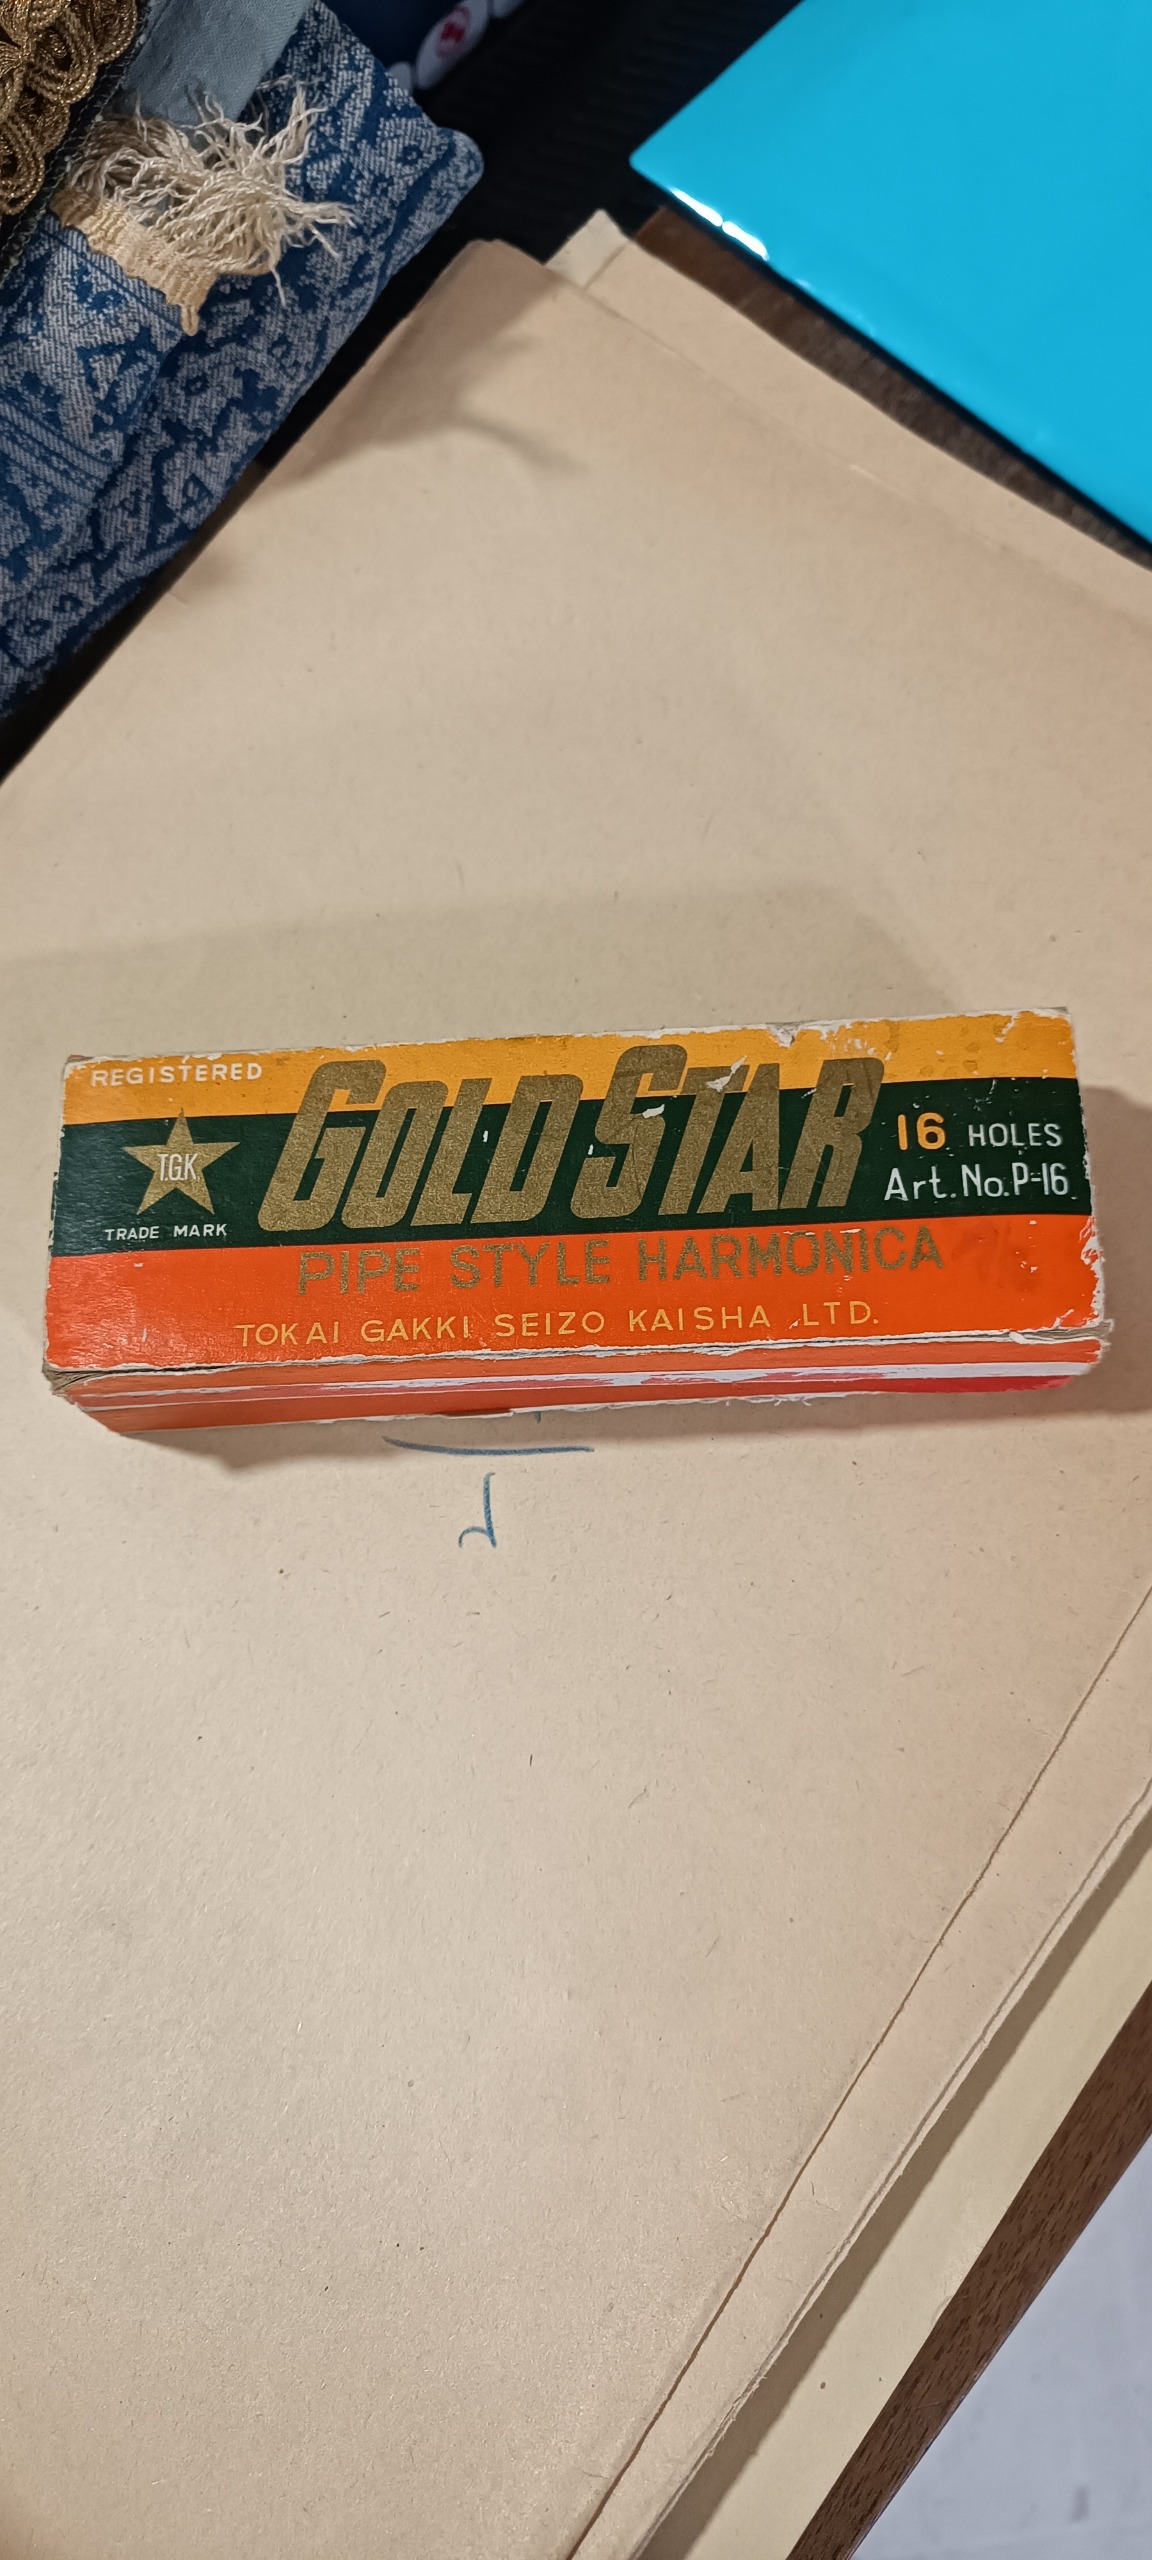 REGISTERED
T.G.K.
TRADE MARK
GOLD STAR
16 HOLES
Art. No. P-16
PIPE STYLE HARMONICA
TOKAI GAKKI SEIZO KAISHA ,LTD.